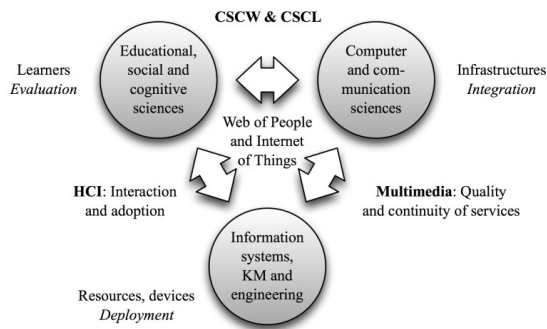 CSCW & CSCL
Educational,
social and
cognitive
sciences
Computer
and com-
munication
sciences
Learners
Evaluation
Infrastructures
Integration
Web of People
and Internet
of Things
HCI: Interaction
and adoption
Multimedia: Quality
and continuity of services
Information
systems,
KM and
engineering
Resources, devices
Deployment